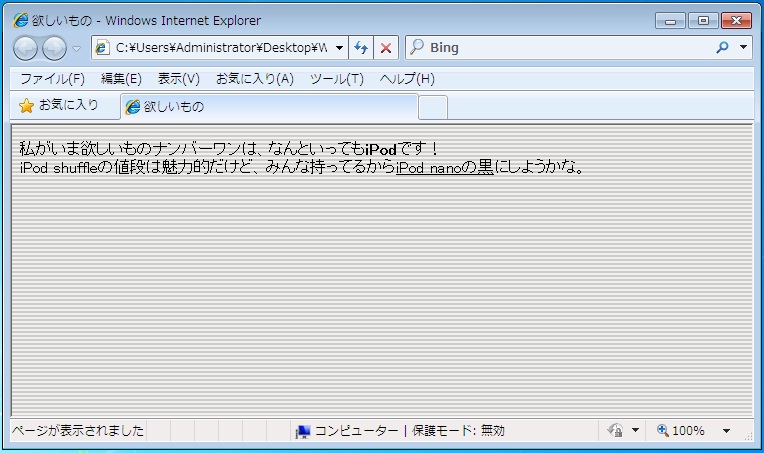 欲しいもの - Windows Internet Explorer
C:¥Users¥Administrator¥Desktop¥W
Bing
ファイル(F) 編集(E) 表示(V) お気に入り(A) ツール(T) ヘルプ(H)
お気に入り 欲しいもの
私がいま欲しいものナンバーワンは、なんといってもiPodです！
iPod shuffleの値段は魅力的だけど、みんな持ってるからiPod nanoの黒にしようかな。
ページが表示されました コンピューター | 保護モード: 無効 100%